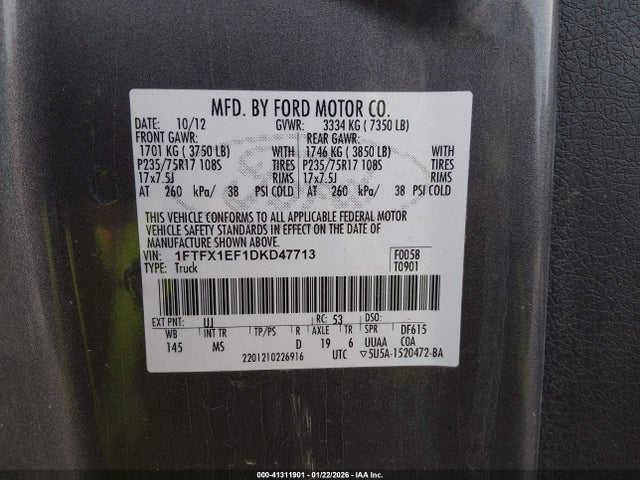 MFD. BY FORD MOTOR CO.
DATE: 10/12 GVWR: 3334 KG ( 7350 LB)
FRONT GAWR: REAR GAWR:
1701 KG ( 3750 LB) WITH 1746 KG ( 3850 LB) WITH
P235/75R17 108S TIRES P235/75R17 108S TIRES
17x7.5J RIMS 17x7.5J RIMS
AT 260 kPa/ 38 PSI COLD AT 260 kPa/ 38 PSI COLD
THIS VEHICLE CONFORMS TO ALL APPLICABLE FEDERAL MOTOR
VEHICLE SAFETY STANDARDS IN EFFECT ON THE DATE OF
MANUFACTURE SHOWN ABOVE.
VIN: 1FTFX1EF1DKD47713 F0058
TYPE: Truck T0901
EXT PNT: UJ RC: 53 DSO:
WB INT TR TP/PS R AXLE TR SPR DF615
145 MS D 19 6 UUAA COA
2201210226916 UTC ▽5U5A-1520472-BA
000-41311901 - 01/22/2026 - IAA Inc.